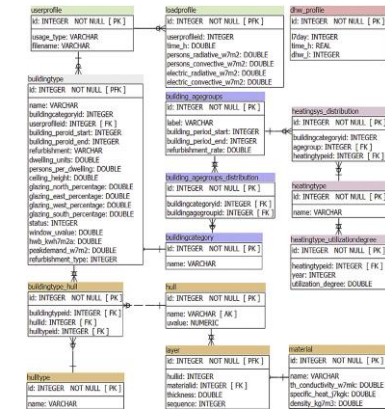 userprofile
id: INTEGER NOT NULL [ PK ]
usage_type: VARCHAR
filename: VARCHAR
loadprofile
id: INTEGER NOT NULL [ PFK ]
userprofileid: INTEGER
time_h: DOUBLE
persons_radiative_w7m2: DOUBLE
persons_convective_w7m2: DOUBLE
electric_radiative_w7m2: DOUBLE
electric_convective_w7m2: DOUBLE
dhw_profile
id: INTEGER NOT NULL [ PK ]
l7day: INTEGER
time_h: REAL
dhw_l: INTEGER
buildingtype
id: INTEGER NOT NULL [ PFK ]
name: VARCHAR
buildingcategoryid: INTEGER
userprofileid: INTEGER [ FK ]
building_peroid_start: INTEGER
building_peroid_end: INTEGER
refurbishment: VARCHAR
dwelling_units: DOUBLE
persons_per_dwelling: DOUBLE
ceiling_height: DOUBLE
glazing_north_percentage: DOUBLE
glazing_east_percentage: DOUBLE
glazing_west_percentage: DOUBLE
glazing_south_percentage: DOUBLE
status: INTEGER
window_uvalue: DOUBLE
hwb_kwh7m2a: DOUBLE
peakdemand_w7m2: DOUBLE
refurbishment_type: INTEGER
building_agegroups
id: INTEGER NOT NULL [ PK ]
label: VARCHAR
building_period_start: INTEGER
building_period_end: INTEGER
refurbishment_rate: DOUBLE
heatingsys_distribution
id: INTEGER NOT NULL [ PK ]
buildingcategoryid: INTEGER
agegroup: INTEGER [ FK ]
heatingtypeid: INTEGER [ FK ]
building_agegroups_distribution
id: INTEGER NOT NULL [ PK ]
buildingcategoryid: INTEGER [ FK ]
buildingagegroupid: INTEGER [ FK ]
heatingtype
id: INTEGER NOT NULL [ PK ]
name: VARCHAR
buildingcategory
id: INTEGER NOT NULL [ PK ]
name: VARCHAR
heatingtype_utilizationdegree
id: INTEGER NOT NULL [ PK ]
heatingtypeid: INTEGER [ FK ]
year: INTEGER
utilization_degree: DOUBLE
buildingtype_hull
id: INTEGER NOT NULL [ PK ]
buildingtypeid: INTEGER [ FK ]
hullid: INTEGER [ FK ]
hulltypeid: INTEGER [ FK ]
hull
id: INTEGER NOT NULL [ PK ]
name: VARCHAR [ AK ]
uvalue: NUMERIC
hulltype
id: INTEGER NOT NULL [ PK ]
name: VARCHAR
layer
id: INTEGER NOT NULL [ PFK ]
hullid: INTEGER
materialid: INTEGER [ FK ]
thickness: DOUBLE
sequence: INTEGER
material
id: INTEGER NOT NULL [ PK ]
name: VARCHAR
th_conductivity_w7mk: DOUBLE
specific_heat_j7kgk: DOUBLE
density_kg7m3: DOUBLE